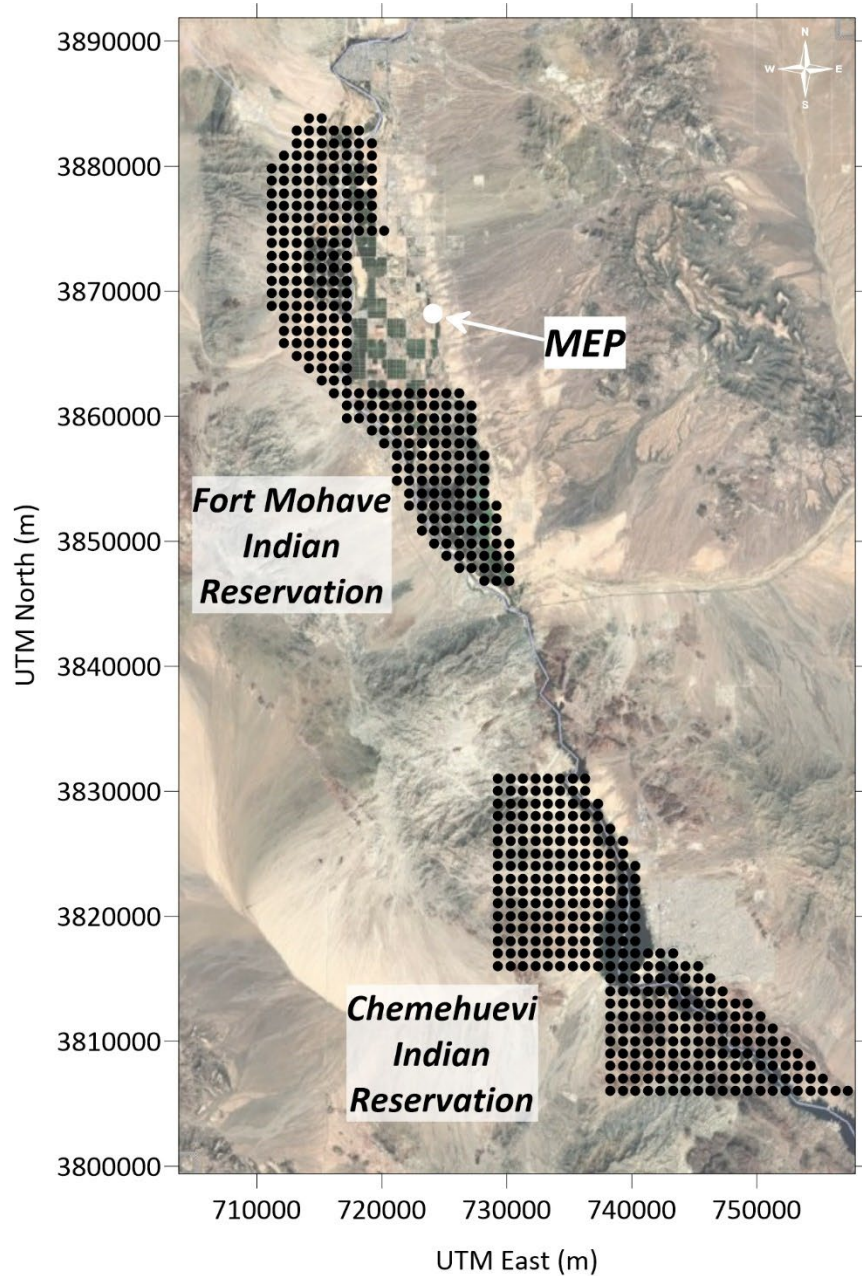 3890000
N
W
E
S
3880000
3870000
MEP
3860000
Fort Mohave
Indian
Reservation
3850000
UTM North (m)
3840000
3830000
3820000
Chemehuevi
Indian
Reservation
3810000
3800000
710000 720000 730000 740000 750000
UTM East (m)